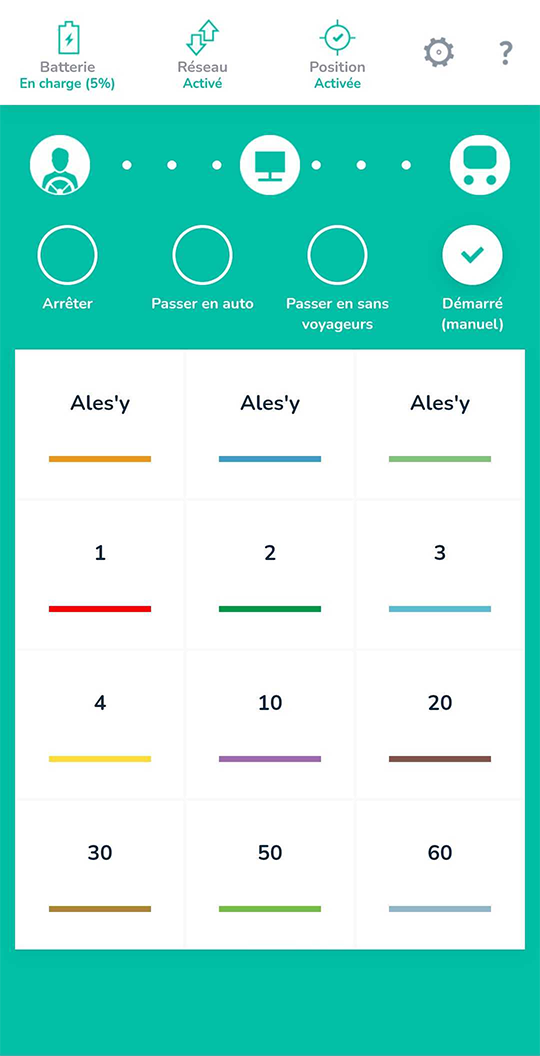 Batterie
En charge (5%)
Réseau
Activé
Position
Activée
?
Arrêter
Passer en auto
Passer en sans
voyageurs
Démarré
(manuel)
Ales'y
Ales'y
Ales'y
1
2
3
4
10
20
30
50
60